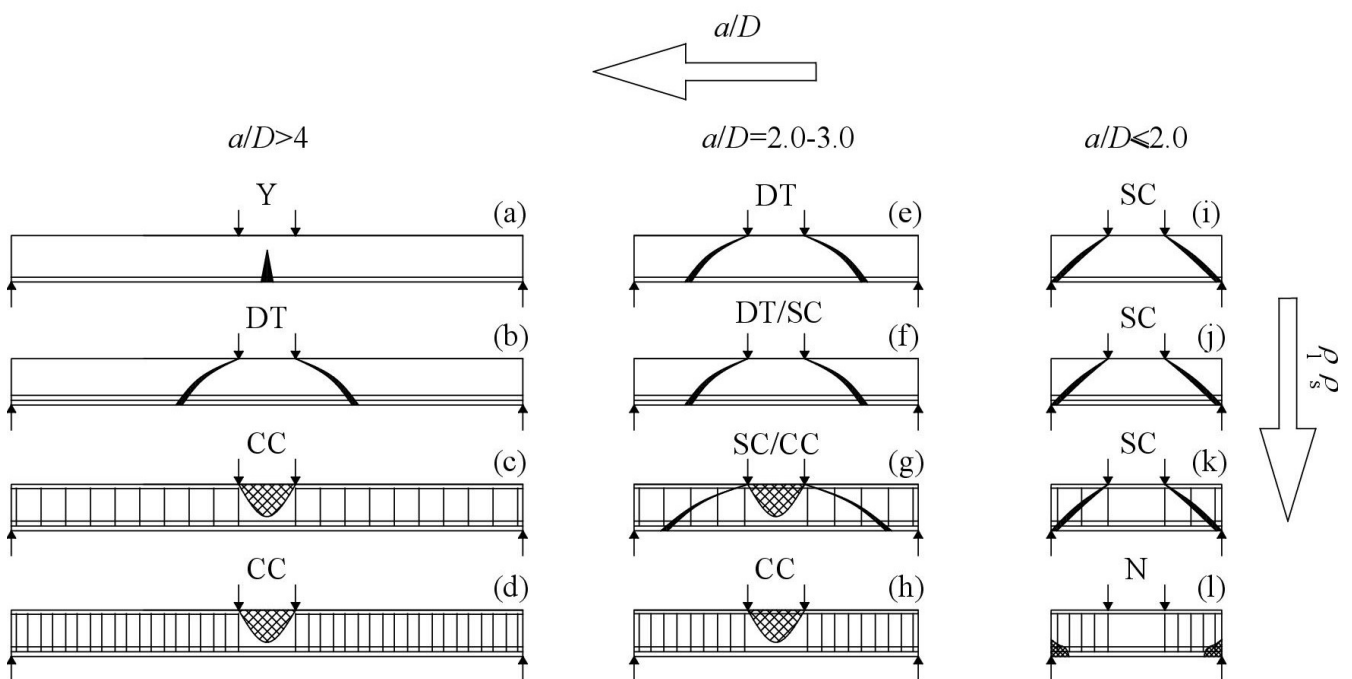 a/D
a/D>4
a/D=2.0-3.0
a/D⩽2.0
Y
(a)
DT
(e)
SC
(i)
DT
(b)
DT/SC
(f)
SC
(j)
CC
(c)
SC/CC
(g)
SC
(k)
CC
(d)
CC
(h)
N
(l)
ρl ρs